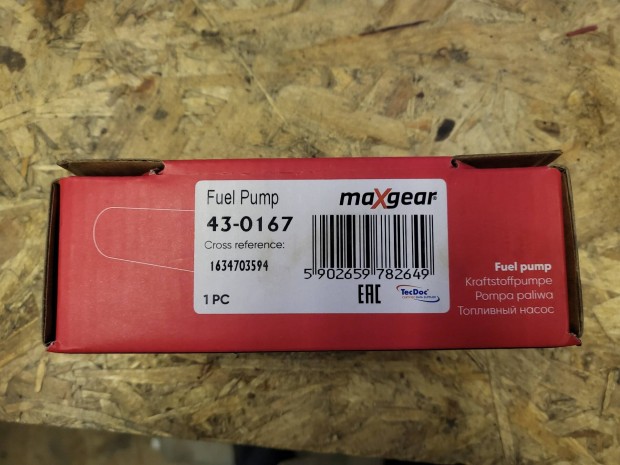 Fuel Pump
maXgear
43-0167
Cross reference:
1634703594
5 902659 782649
1 PC
EAC
TecDoc
Fuel pump
Kraftstoffpumpe
Pompa paliwa
Топливный насос